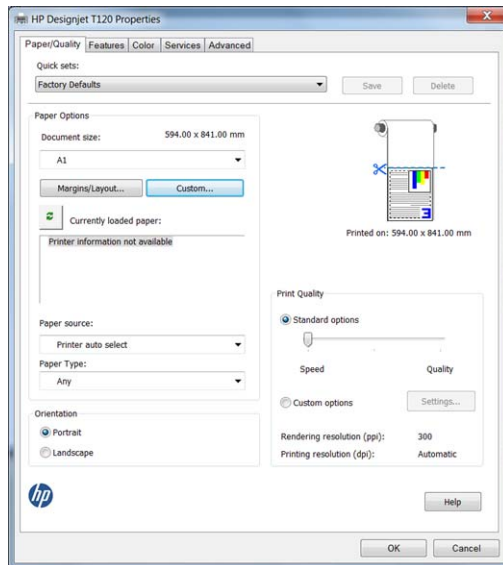 HP Designjet T120 Properties
Paper/Quality Features Color Services Advanced
Quick sets:
Factory Defaults Save Delete
Paper Options
Document size: 594.00 x 841.00 mm
A1
Margins/Layout... Custom...
Currently loaded paper:
Printer information not available
Printed on: 594.00 x 841.00 mm
Paper source:
Printer auto select
Paper Type:
Any
Print Quality
Standard options
Speed Quality
Custom options Settings...
Rendering resolution (ppi): 300
Printing resolution (dpi): Automatic
Orientation
Portrait
Landscape
hp
Help
OK Cancel